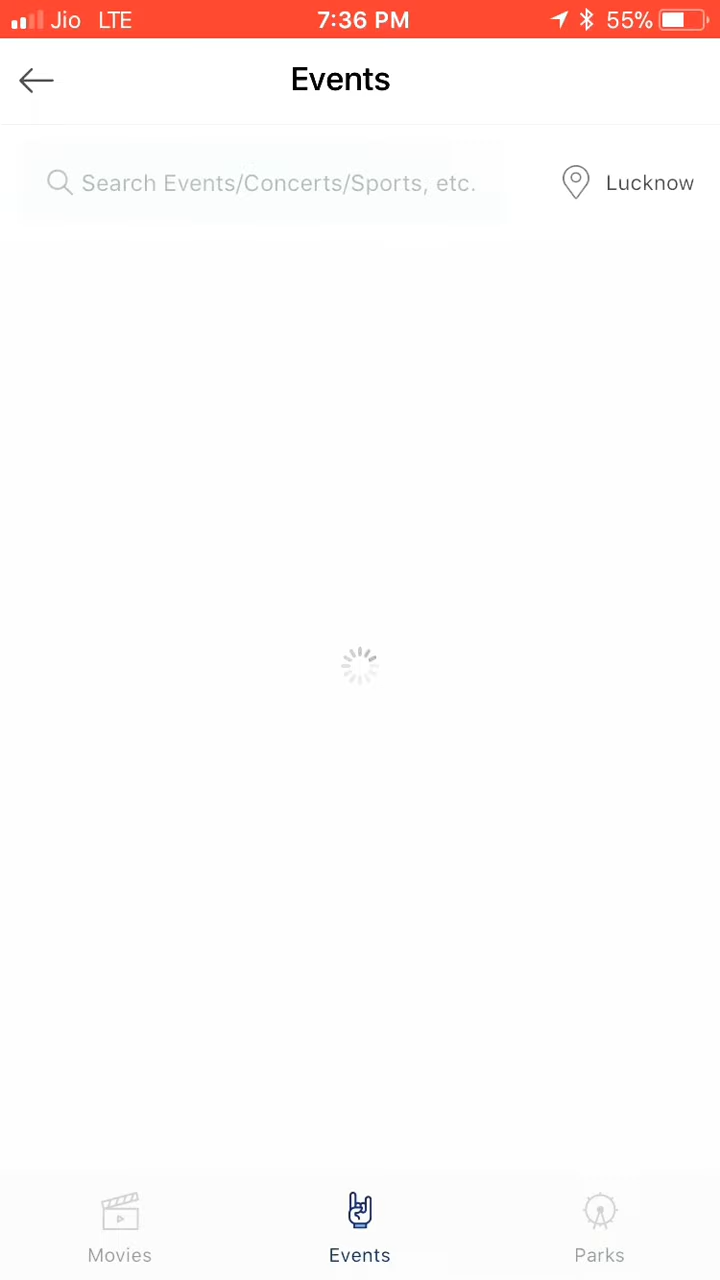 Jio LTE 7:36 PM 55%
Events
Search Events/Concerts/Sports, etc. Lucknow
Movies Events Parks